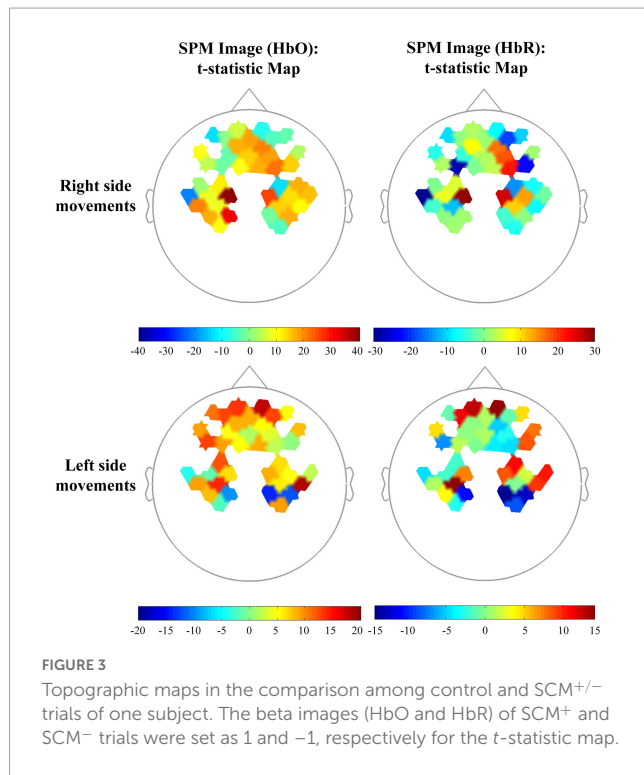 SPM Image (HbO):
t-statistic Map
SPM Image (HbR):
t-statistic Map
Right side
movements
-40 -30 -20 -10 0 10 20 30 40
-30 -20 -10 0 10 20 30
Left side
movements
-20 -15 -10 -5 0 5 10 15 20
-15 -10 -5 0 5 10 15
FIGURE 3
Topographic maps in the comparison among control and SCM+/−
trials of one subject. The beta images (HbO and HbR) of SCM+ and
SCM− trials were set as 1 and −1, respectively for the t-statistic map.